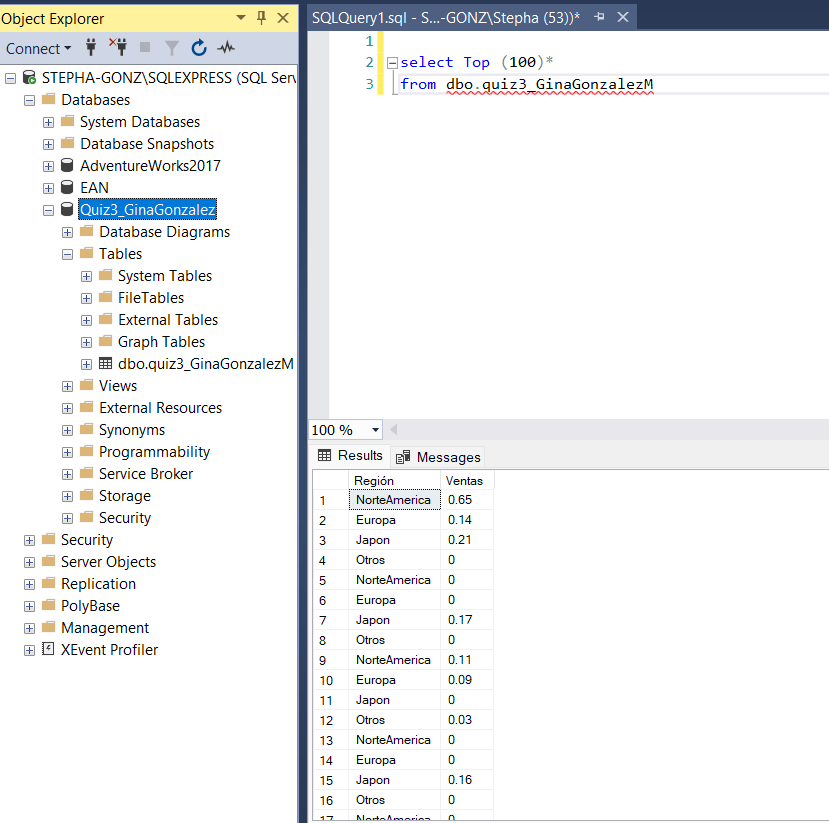 Object Explorer
Connect
STEPHA-GONZ\SQLEXPRESS (SQL Serv
Databases
System Databases
Database Snapshots
AdventureWorks2017
EAN
Quiz3_GinaGonzalez
Database Diagrams
Tables
System Tables
FileTables
External Tables
Graph Tables
dbo.quiz3_GinaGonzalezM
Views
External Resources
Synonyms
Programmability
Service Broker
Storage
Security
Security
Server Objects
Replication
PolyBase
Management
XEvent Profiler
SQLQuery1.sql - S...-GONZ\Stepha (53))*
1
2 select Top (100)*
3 from dbo.quiz3_GinaGonzalezM
100 %
Results Messages
Región Ventas
1 NorteAmerica 0.65
2 Europa 0.14
3 Japon 0.21
4 Otros 0
5 NorteAmerica 0
6 Europa 0
7 Japon 0.17
8 Otros 0
9 NorteAmerica 0.11
10 Europa 0.09
11 Japon 0
12 Otros 0.03
13 NorteAmerica 0
14 Europa 0
15 Japon 0.16
16 Otros 0
17 NorteAmerica 0